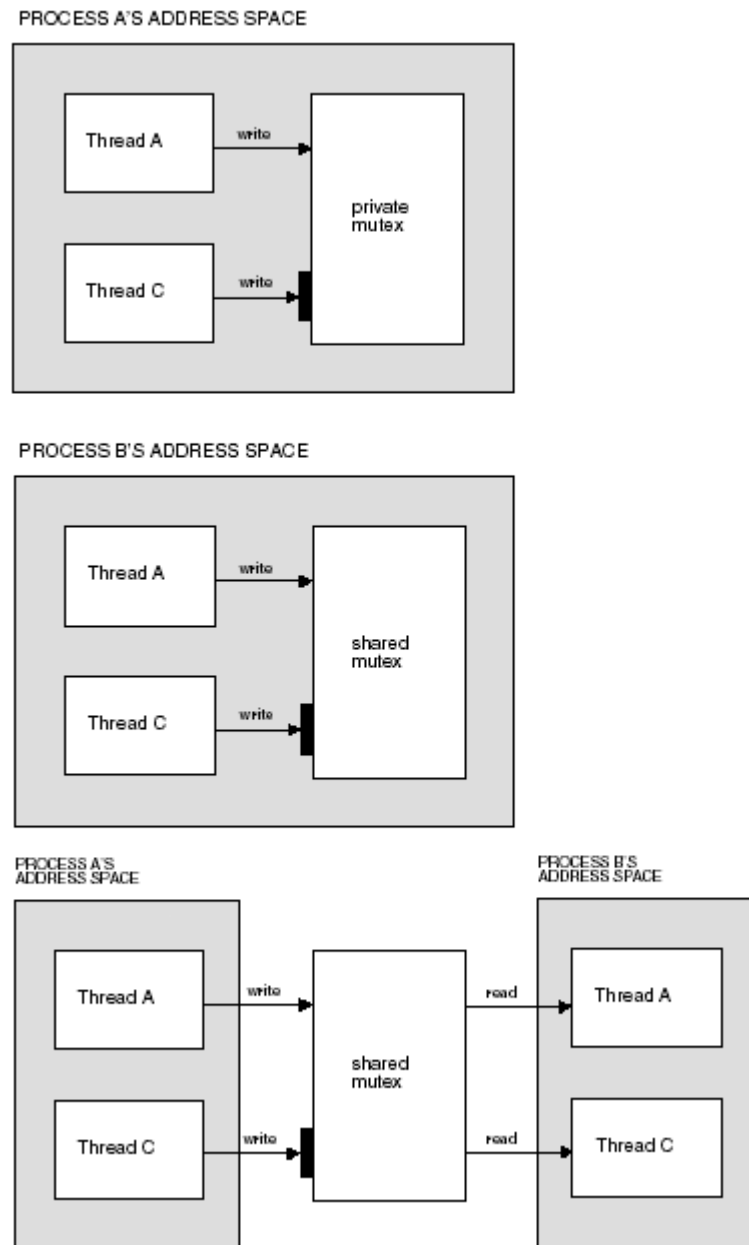 PROCESS A'S ADDRESS SPACE
Thread A
write
private
mutex
Thread C
write
PROCESS B'S ADDRESS SPACE
Thread A
write
shared
mutex
Thread C
write
PROCESS A'S
ADDRESS SPACE
PROCESS B'S
ADDRESS SPACE
Thread A
write
shared
mutex
read
Thread A
Thread C
write
read
Thread C